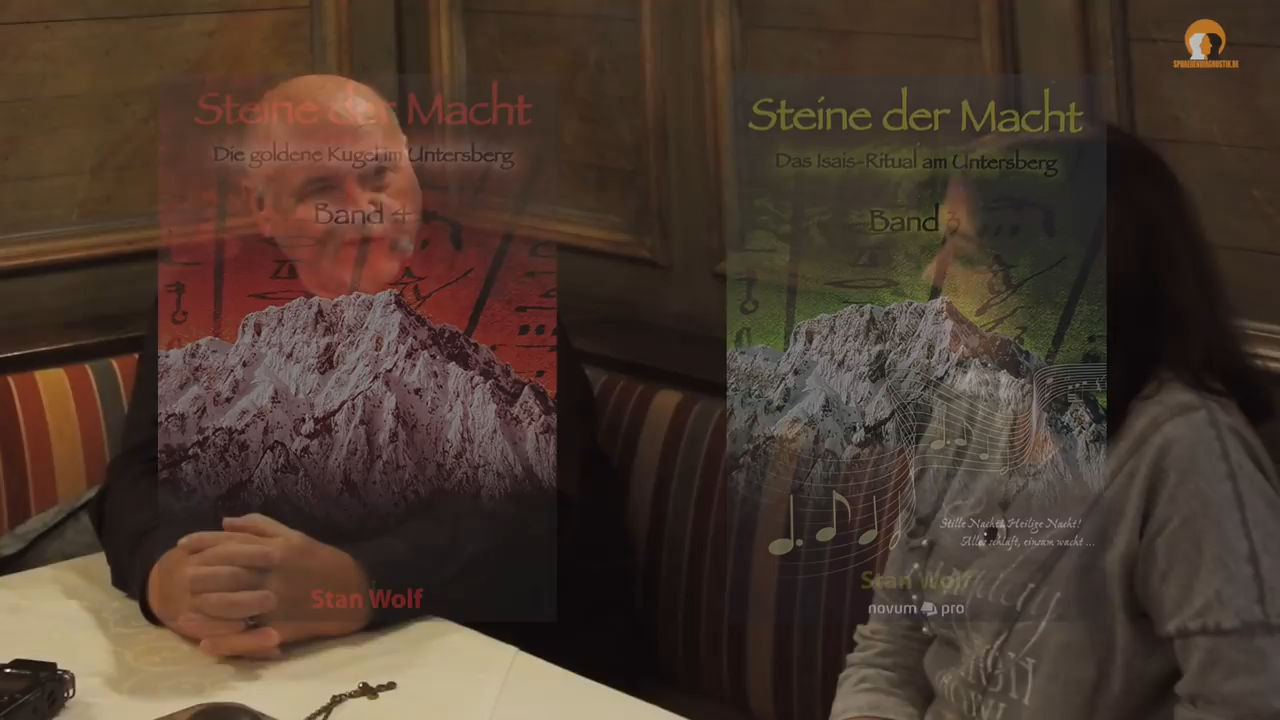 SPRACHENDIAGNOSTIK.DE
Steine der Macht
Die goldene Kugel im Untersberg
Band 4
Stan Wolf
Steine der Macht
Das Isais-Ritual am Untersberg
Band 3
Stille Nacht! Heilige Nacht!
Alles schläft, einsam wacht ...
Stan Wolf
novum pro